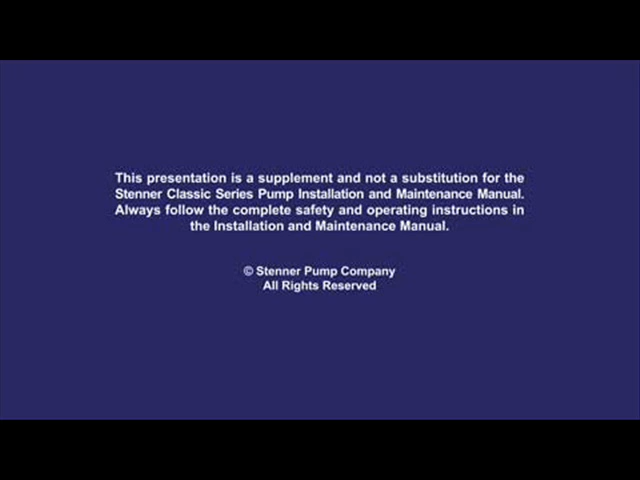 This presentation is a supplement and not a substitution for the
Stenner Classic Series Pump Installation and Maintenance Manual.
Always follow the complete safety and operating instructions in
the Installation and Maintenance Manual.
© Stenner Pump Company
All Rights Reserved